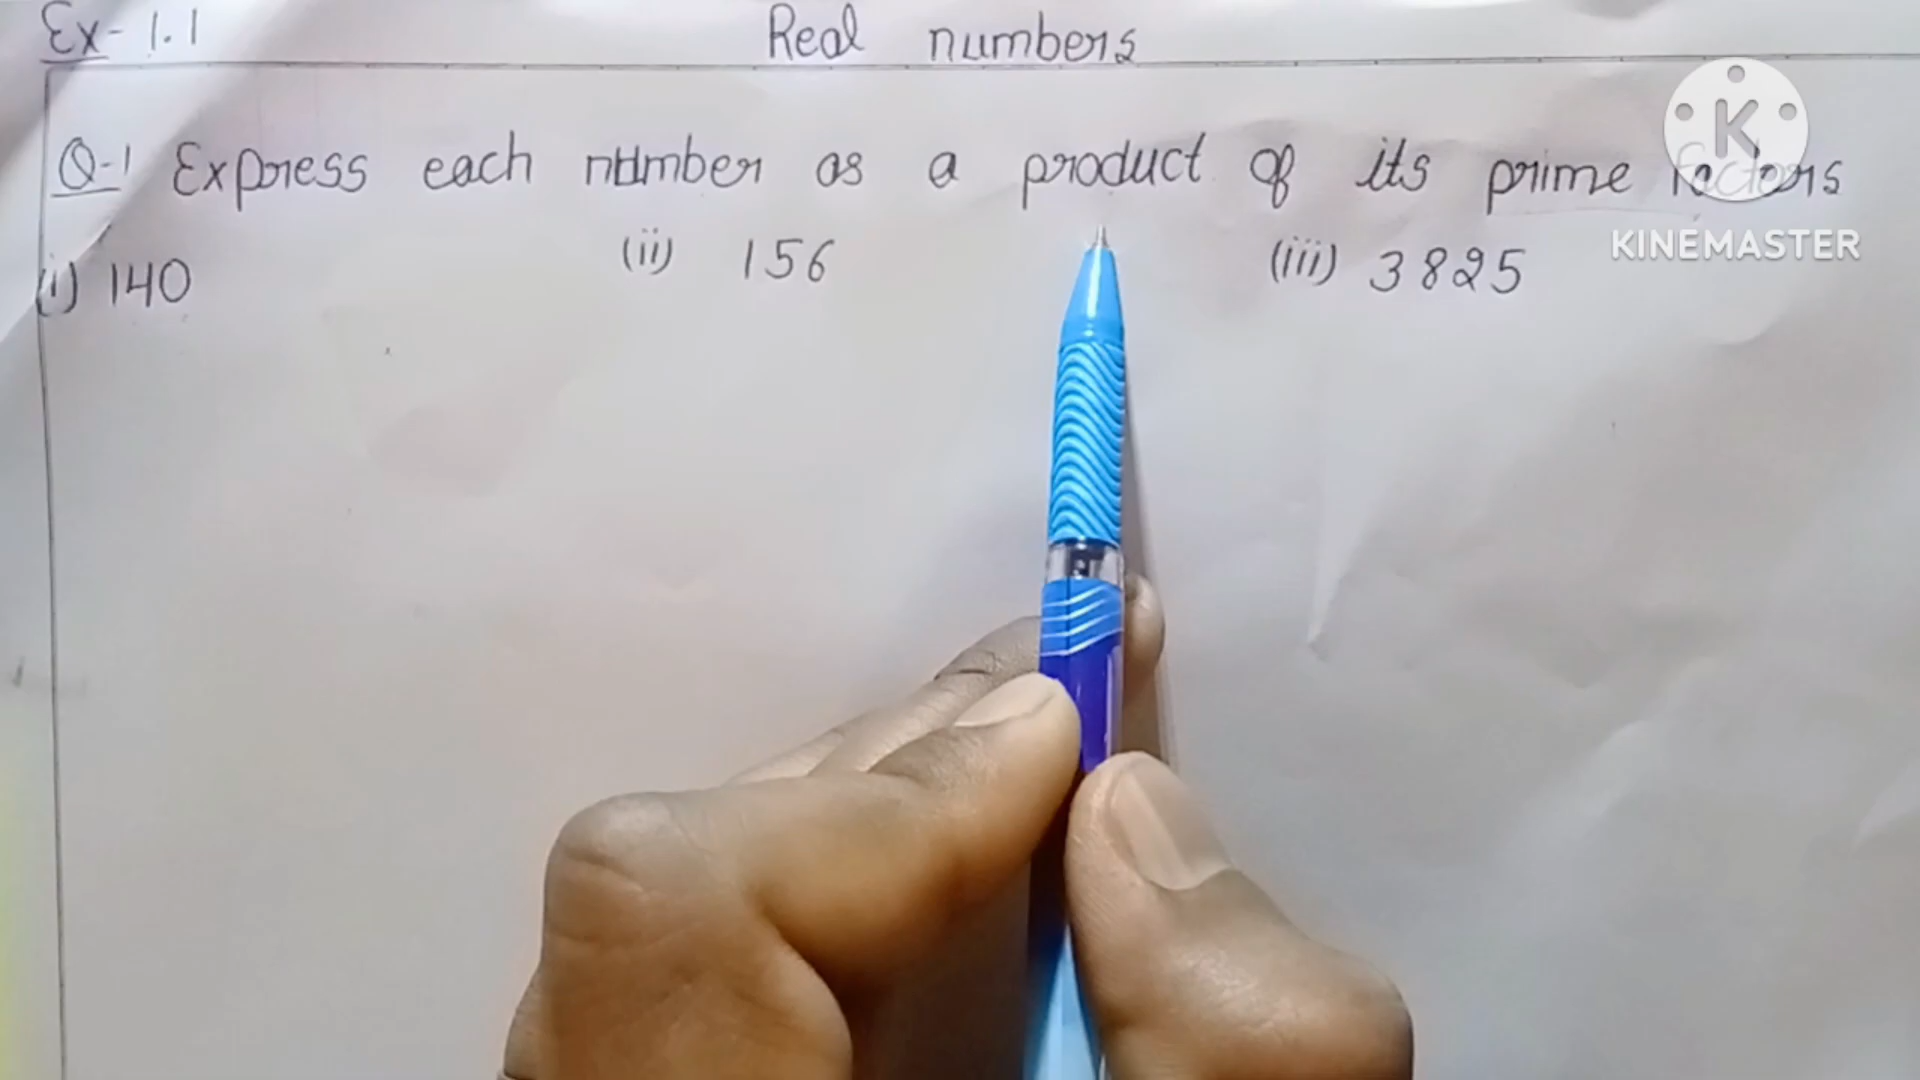 Ex-1.1 Real numbers
Q-1 Express each number as a product of its prime factors
(i) 140 (ii) 156 (iii) 3825
K
KINEMASTER